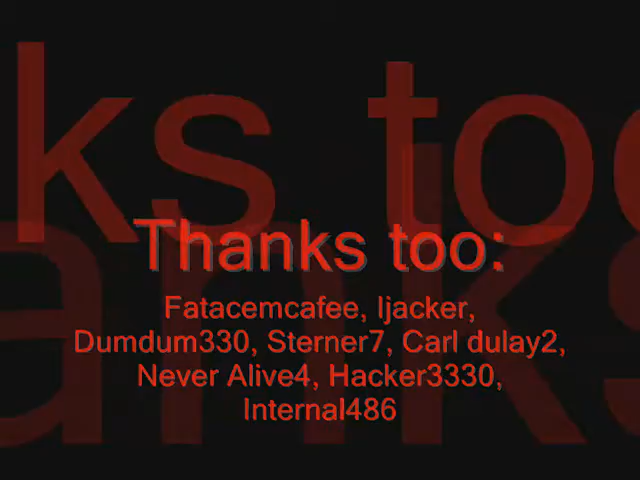 Thanks too:
Fatacemcafee, Ijacker,
Dumdum330, Sterner7, Carl dulay2,
Never Alive4, Hacker3330,
Internal486